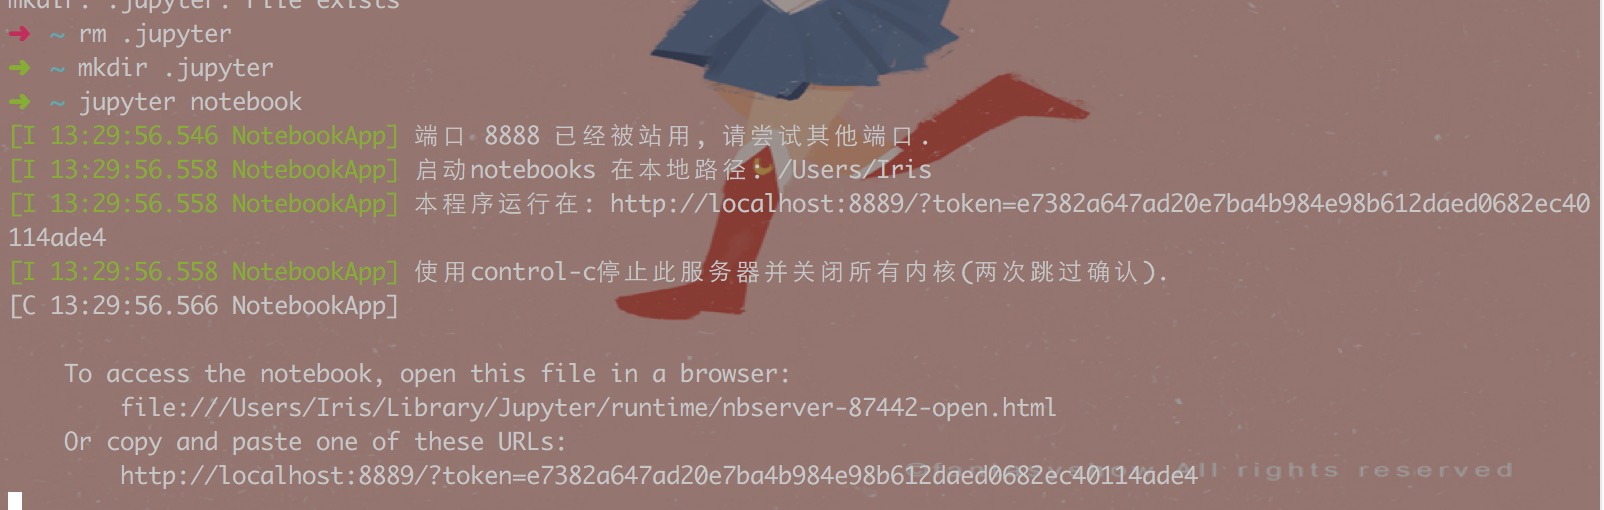 mkdir: .jupyter: File exists
➜ ~ rm .jupyter
➜ ~ mkdir .jupyter
➜ ~ jupyter notebook
[I 13:29:56.546 NotebookApp] 端口 8888 已经被站用, 请尝试其他端口.
[I 13:29:56.558 NotebookApp] 启动notebooks 在本地路径: /Users/Iris
[I 13:29:56.558 NotebookApp] 本程序运行在: http://localhost:8889/?token=e7382a647ad20e7ba4b984e98b612daed0682ec40
114ade4
[I 13:29:56.558 NotebookApp] 使用control-c停止此服务器并关闭所有内核(两次跳过确认).
[C 13:29:56.566 NotebookApp]
To access the notebook, open this file in a browser:
file:///Users/Iris/Library/Jupyter/runtime/nbserver-87442-open.html
Or copy and paste one of these URLs:
http://localhost:8889/?token=e7382a647ad20e7ba4b984e98b612daed0682ec40114ade4
All rights reserved